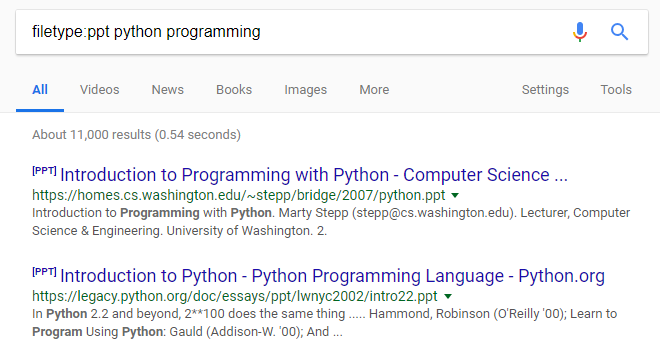 filetype:ppt python programming
All Videos News Books Images More Settings Tools
About 11,000 results (0.54 seconds)
[PPT] Introduction to Programming with Python - Computer Science ...
https://homes.cs.washington.edu/~stepp/bridge/2007/python.ppt
Introduction to Programming with Python. Marty Stepp (stepp@cs.washington.edu). Lecturer, Computer
Science & Engineering. University of Washington. 2.
[PPT] Introduction to Python - Python Programming Language - Python.org
https://legacy.python.org/doc/essays/ppt/lwnyc2002/intro22.ppt
In Python 2.2 and beyond, 2**100 does the same thing ..... Hammond, Robinson (O'Reilly '00); Learn to
Program Using Python: Gauld (Addison-W. '00); And ...